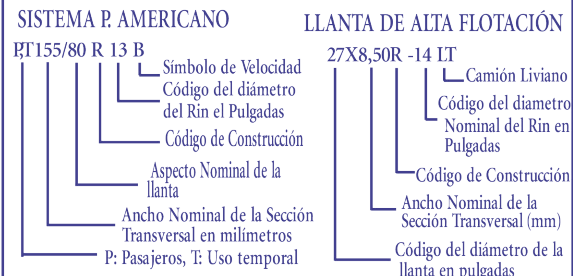 SISTEMA P. AMERICANO
P,T155/80 R 13 B
Símbolo de Velocidad
Código del diámetro
del Rin el Pulgadas
Código de Construcción
Aspecto Nominal de la
llanta
Ancho Nominal de la Sección
Transversal en milímetros
P: Pasajeros, T: Uso temporal
LLANTA DE ALTA FLOTACIÓN
27X8,50R -14 LT
Camión Liviano
Código del diametro
Nominal del Rin en
Pulgadas
Código de Construcción
Ancho Nominal de la
Sección Transversal (mm)
Código del diámetro de la
llanta en pulgadas